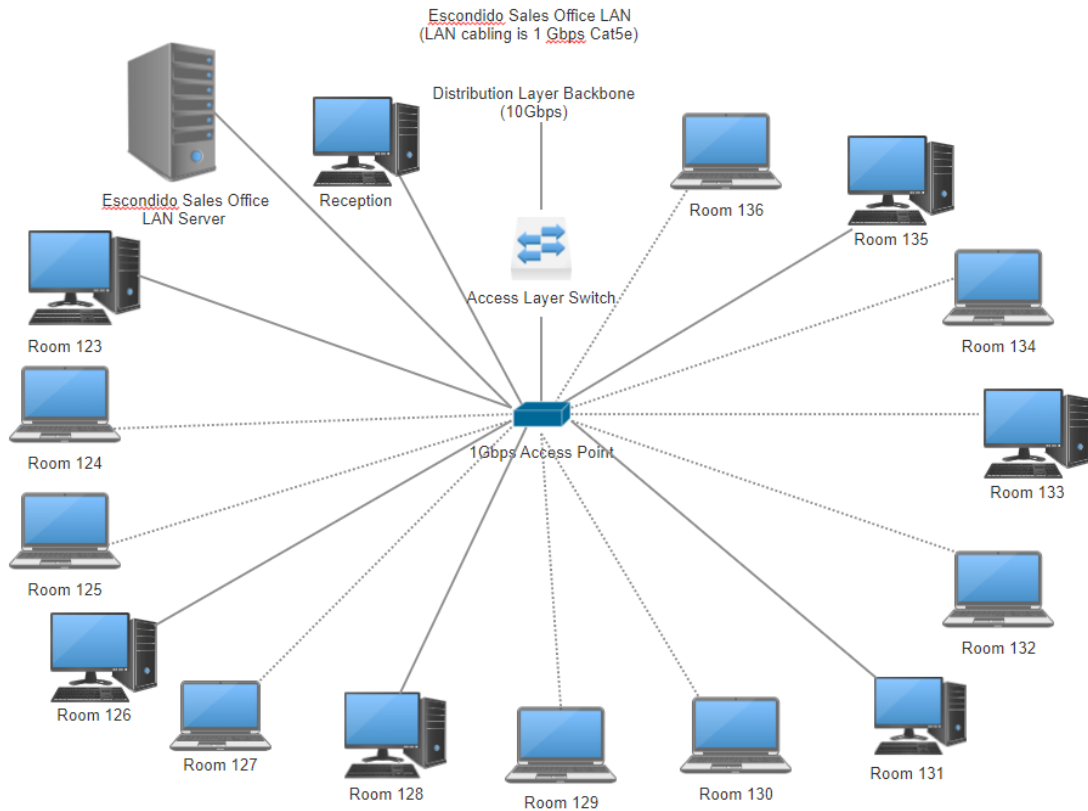 Escondido Sales Office LAN
(LAN cabling is 1 Gbps Cat5e)
Distribution Layer Backbone
(10Gbps)
Escondido Sales Office
LAN Server
Reception
Room 136
Room 135
Access Layer Switch
Room 123
Room 134
1Gbps Access Point
Room 124
Room 133
Room 125
Room 132
Room 126
Room 127
Room 128
Room 129
Room 130
Room 131